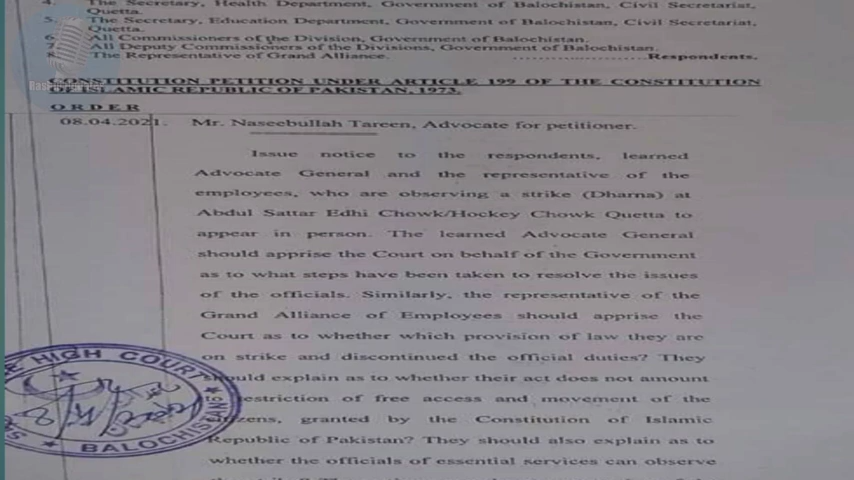 4. The Secretary, Health Department, Government of Balochistan, Civil Secretariat,
Quetta.
5. The Secretary, Education Department, Government of Balochistan, Civil Secretariat,
Quetta.
6. All Commissioners of the Division, Government of Balochistan.
7. All Deputy Commissioners of the Divisions, Government of Balochistan.
8. The Representative of Grand Alliance.
....................Respondents.
CONSTITUTION PETITION UNDER ARTICLE 199 OF THE CONSTITUTION
OF ISLAMIC REPUBLIC OF PAKISTAN, 1973.
ORDER
08.04.2021. Mr. Naseebullah Tareen, Advocate for petitioner.
Issue notice to the respondents, learned
Advocate General and the representative of the
employees, who are observing a strike (Dharna) at
Abdul Sattar Edhi Chowk/Hockey Chowk Quetta to
appear in person. The learned Advocate General
should apprise the Court on behalf of the Government
as to what steps have been taken to resolve the issues
of the officials. Similarly, the representative of the
Grand Alliance of Employees should apprise the
Court as to whether which provision of law they are
on strike and discontinued the official duties? They
should explain as to whether their act does not amount
to restriction of free access and movement of the
citizens, granted by the Constitution of Islamic
Republic of Pakistan? They should also explain as to
whether the officials of essential services can observe
HIGH COURT
BALOCHISTAN